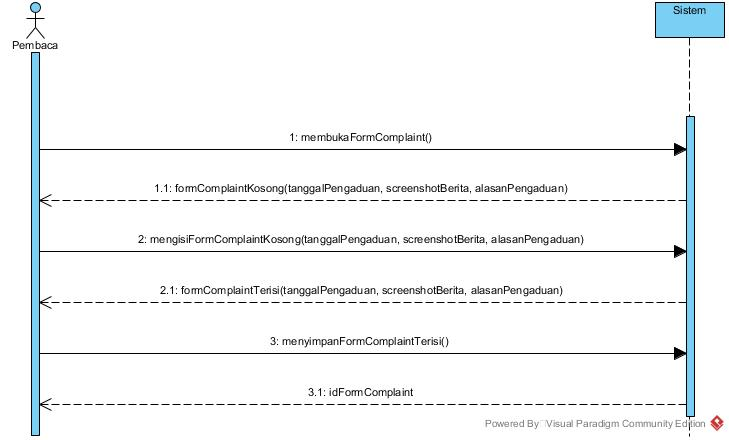 Sistem
Pembaca
1: membukaFormComplaint()
1.1: formComplaintKosong(tanggalPengaduan, screenshotBerita, alasanPengaduan)
2: mengisiFormComplaintKosong(tanggalPengaduan, screenshotBerita, alasanPengaduan)
2.1: formComplaintTerisi(tanggalPengaduan, screenshotBerita, alasanPengaduan)
3: menyimpanFormComplaintTerisi()
3.1: idFormComplaint
Powered By Visual Paradigm Community Edition